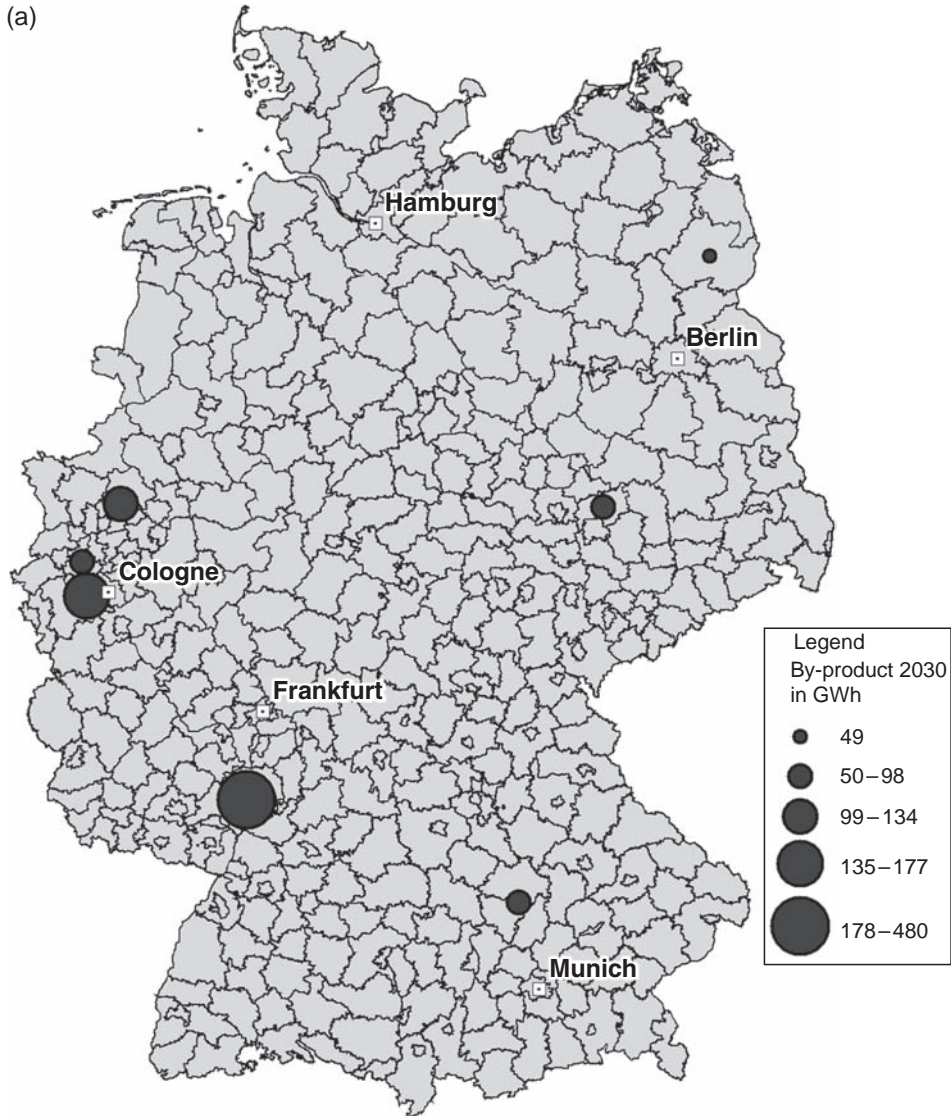 (a)
Hamburg
Berlin
Cologne
Frankfurt
Munich
Legend
By-product 2030
in GWh
49
50–98
99–134
135–177
178–480